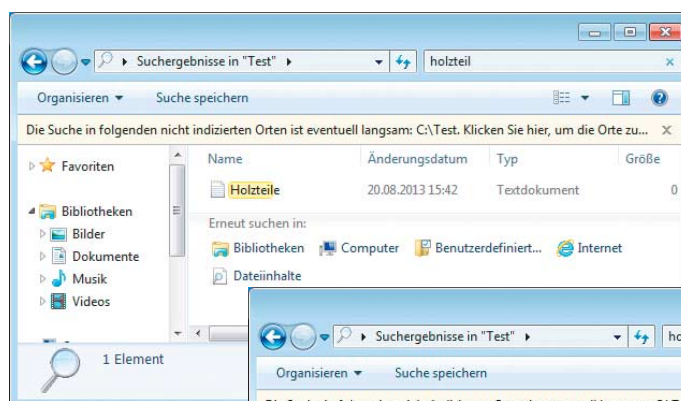 Suchergebnisse in "Test"
holzteil
Organisieren
Suche speichern
Die Suche in folgenden nicht indizierten Orten ist eventuell langsam: C:\Test. Klicken Sie hier, um die Orte zu...
Favoriten
Bibliotheken
Bilder
Dokumente
Musik
Videos
Name Änderungsdatum Typ Größe
Holzteile 20.08.2013 15:42 Textdokument 0
Erneut suchen in:
Bibliotheken Computer Benutzerdefiniert... Internet
Dateiinhalte
1 Element
Suchergebnisse in "Test"
ho
Organisieren
Suche speichern